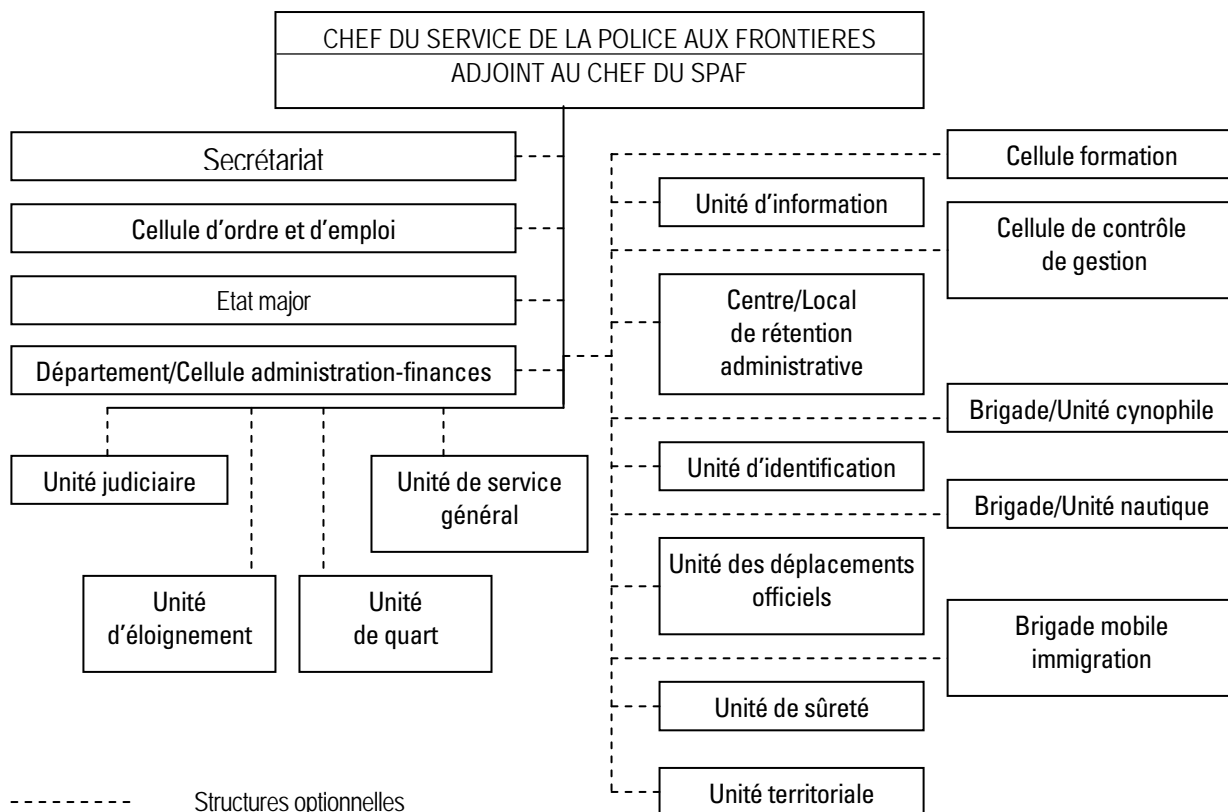 CHEF DU SERVICE DE LA POLICE AUX FRONTIERES
ADJOINT AU CHEF DU SPAF
Secrétariat
Cellule d'ordre et d'emploi
Etat major
Département/Cellule administration-finances
Unité judiciaire
Unité de service
général
Unité
d'éloignement
Unité
de quart
Cellule formation
Unité d'information
Cellule de contrôle
de gestion
Centre/Local
de rétention
administrative
Brigade/Unité cynophile
Unité d'identification
Brigade/Unité nautique
Unité des déplacements
officiels
Brigade mobile
immigration
Unité de sûreté
Unité territoriale
Structures optionnelles